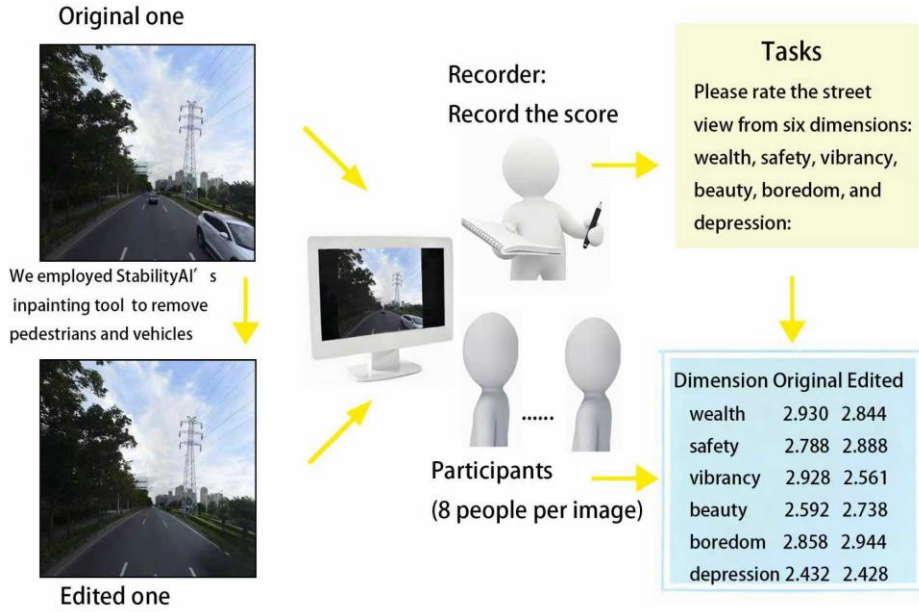 Original one
We employed StabilityAI' s
inpainting tool to remove
pedestrians and vehicles
Edited one
Recorder:
Record the score
......
Participants
(8 people per image)
Tasks
Please rate the street
view from six dimensions:
wealth, safety, vibrancy,
beauty, boredom, and
depression:
Dimension Original Edited
wealth 2.930 2.844
safety 2.788 2.888
vibrancy 2.928 2.561
beauty 2.592 2.738
boredom 2.858 2.944
depression 2.432 2.428